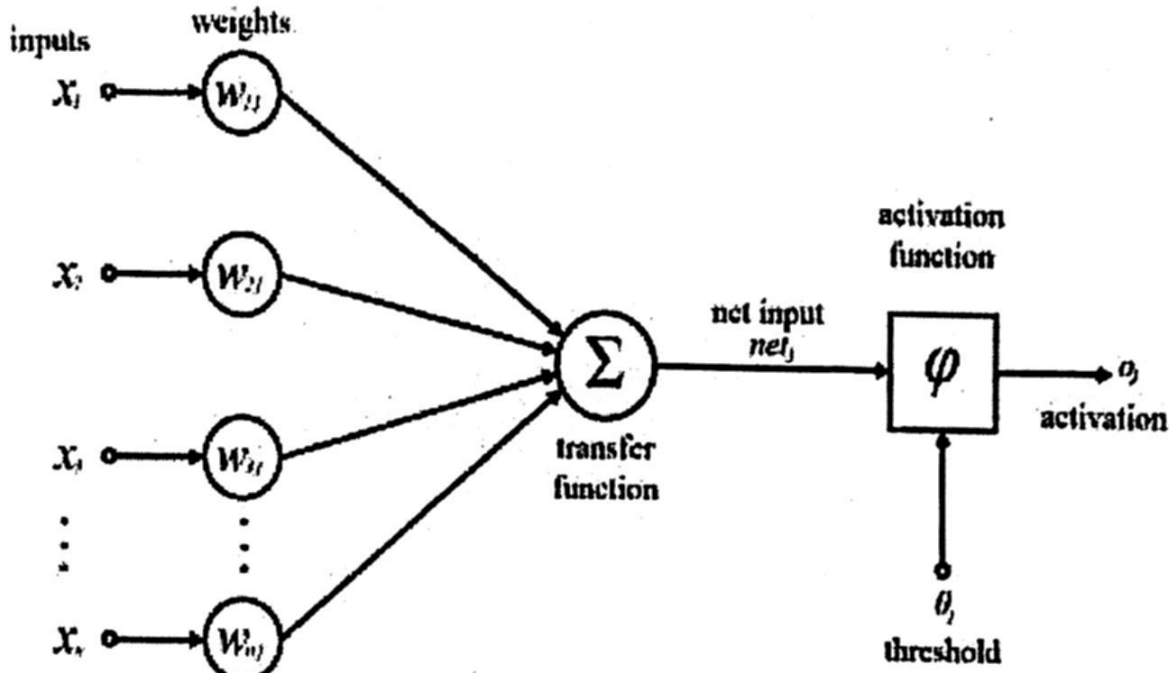 inputs
weights
x₁
w₁ⱼ
x₂
w₂ⱼ
x₃
w₃ⱼ
⋮
⋮
xₙ
wₙⱼ
Σ
transfer
function
net input
netⱼ
activation
function
φ
oⱼ
activation
θⱼ
threshold